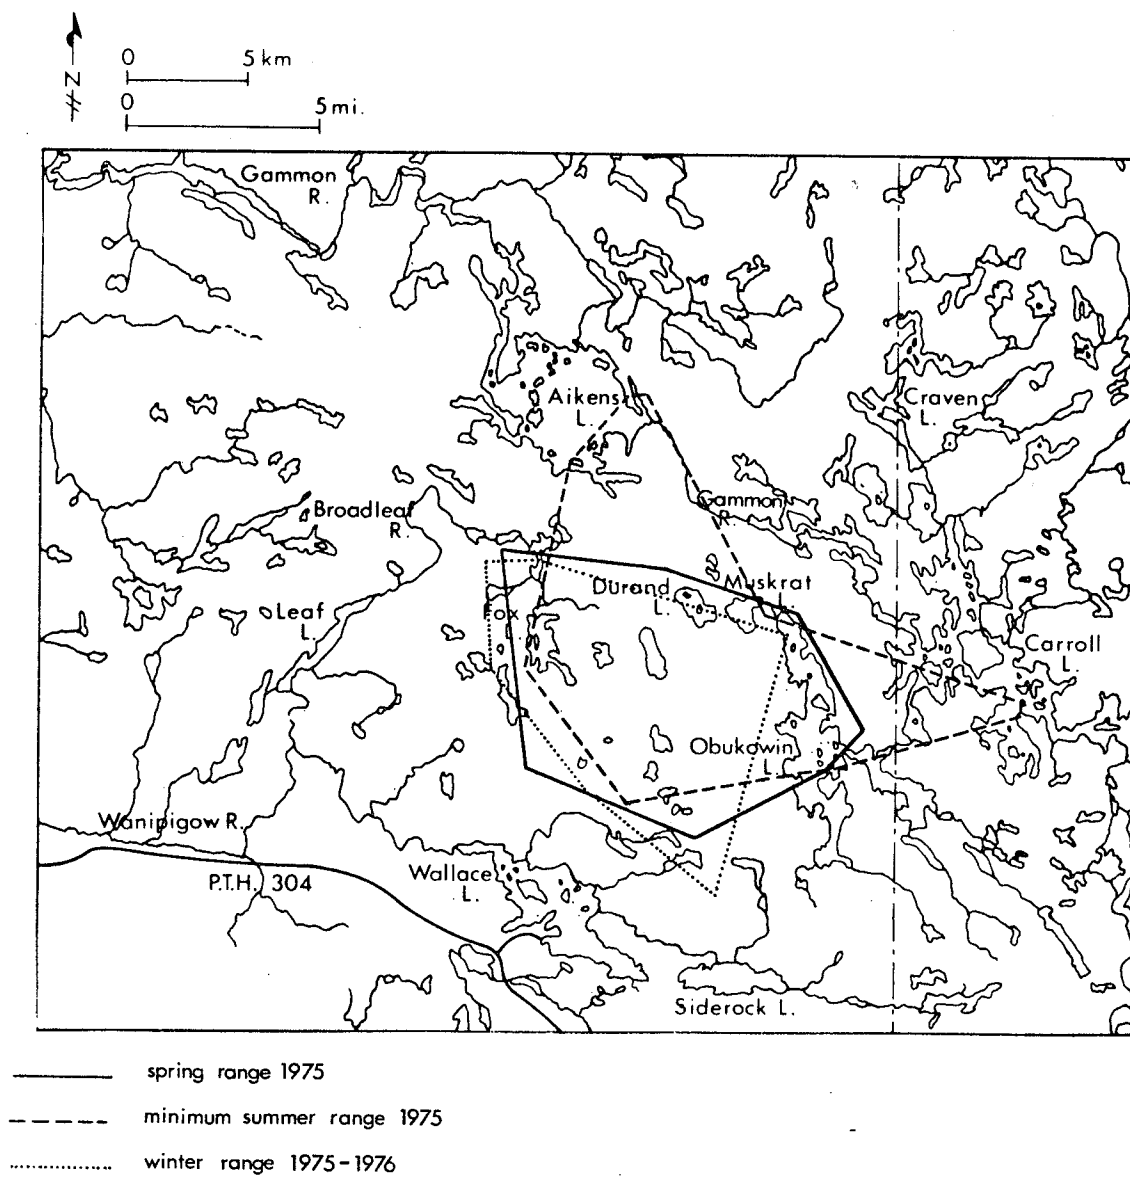 0 5 km
N
0 5 mi.
Gammon
R.
Aikens
L.
Craven
L.
Gammon
R
Broadleaf
R.
Durand
L.
Muskrat
L.
Fox
L
Leaf
L.
Carroll
L.
Obukowin
L
Wanipigow R.
P.T.H. 304
Wallace
L.
Siderock L.
spring range 1975
minimum summer range 1975
winter range 1975-1976